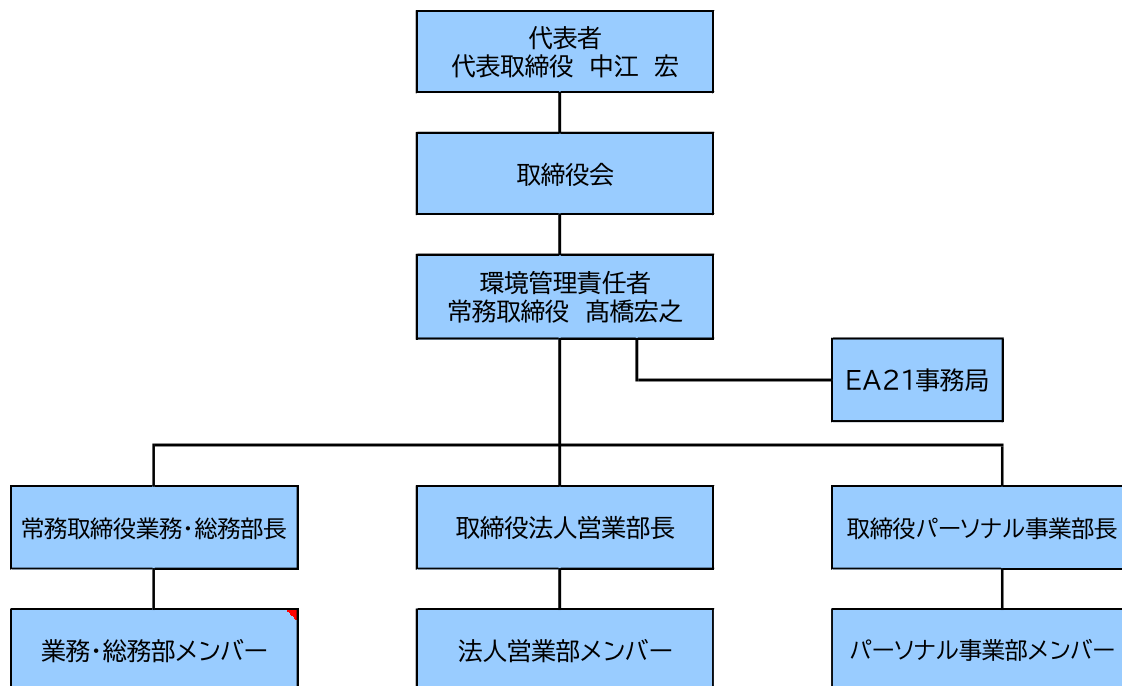 代表者
代表取締役　中江　宏
取締役会
環境管理責任者
常務取締役　髙橋宏之
EA21事務局
常務取締役業務・総務部長
取締役法人営業部長
取締役パーソナル事業部長
業務・総務部メンバー
法人営業部メンバー
パーソナル事業部メンバー